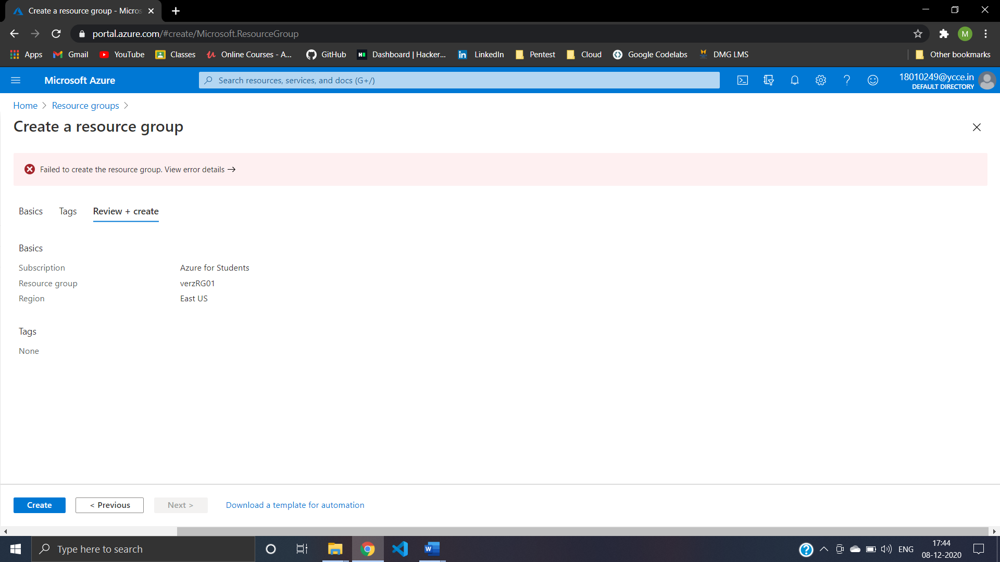 Create a resource group - Micros
portal.azure.com/#create/Microsoft.ResourceGroup
M
Apps Gmail YouTube Classes Online Courses - A... GitHub Dashboard | Hacker... LinkedIn Pentest Cloud Google Codelabs DMG LMS Other bookmarks
Microsoft Azure
Search resources, services, and docs (G+/)
18010249@ycce.in
DEFAULT DIRECTORY
Home > Resource groups >
Create a resource group
Failed to create the resource group. View error details →
Basics Tags Review + create
Basics
Subscription Azure for Students
Resource group verzRG01
Region East US
Tags
None
Create < Previous Next > Download a template for automation
Type here to search
ENG
17:44
08-12-2020